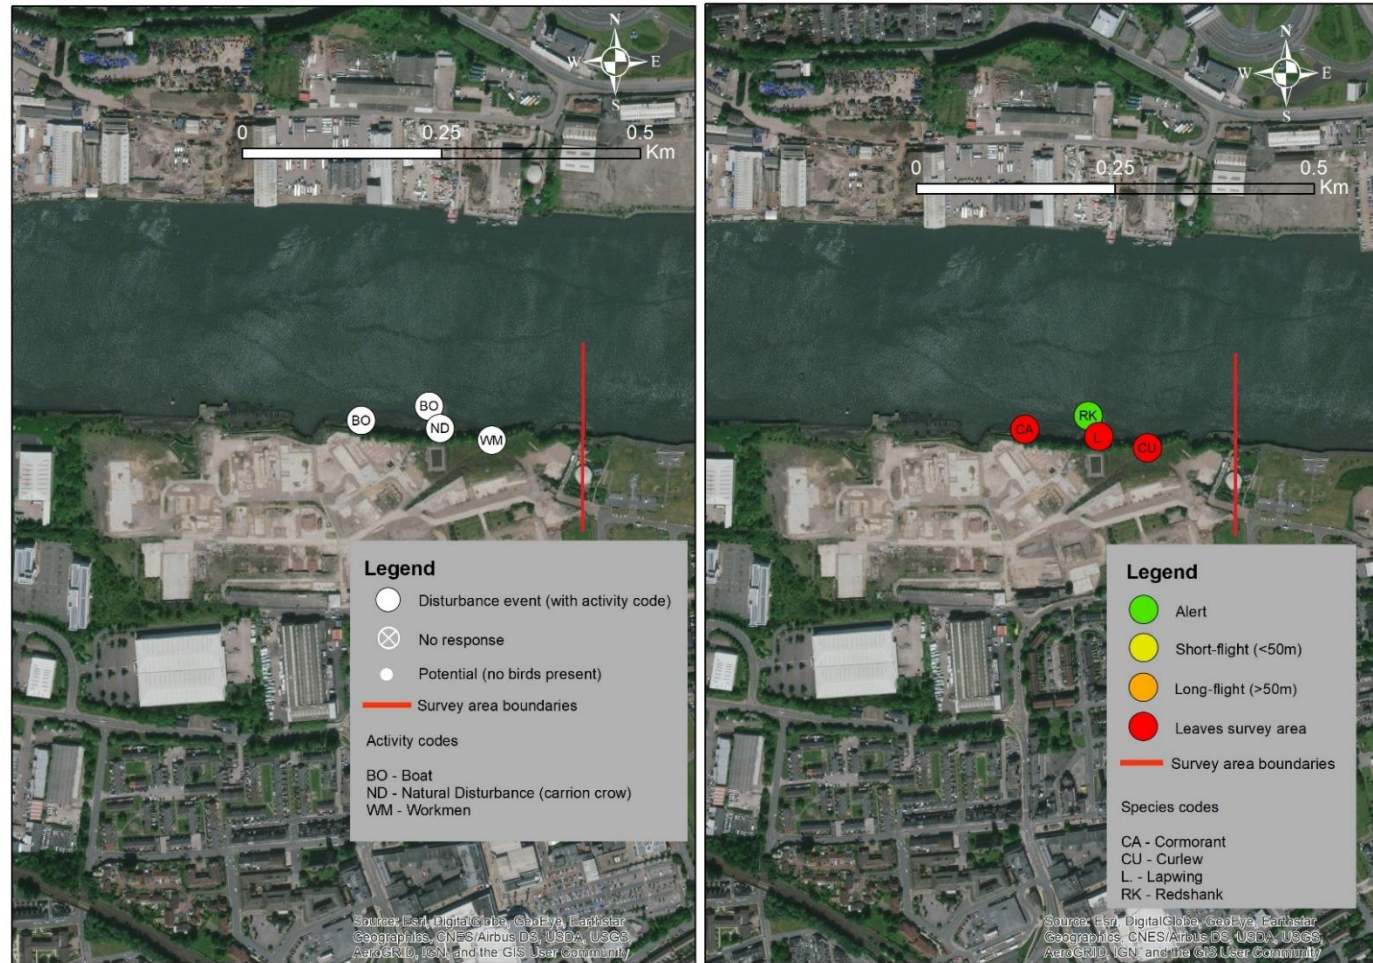 N
W E
S
0 0.25 0.5
Km
BO
BO
ND
WM
Legend
Disturbance event (with activity code)
No response
Potential (no birds present)
Survey area boundaries
Activity codes
BO - Boat
ND - Natural Disturbance (carrion crow)
WM - Workmen
Source: Esri, DigitalGlobe, GeoEye, Earthstar
Geographics, CNES/Airbus DS, USDA, USGS,
AeroGRID, IGN, and the GIS User Community
N
W E
S
0 0.25 0.5
Km
RK
CA
L.
CU
Legend
Alert
Short-flight (<50m)
Long-flight (>50m)
Leaves survey area
Survey area boundaries
Species codes
CA - Cormorant
CU - Curlew
L. - Lapwing
RK - Redshank
Source: Esri, DigitalGlobe, GeoEye, Earthstar
Geographics, CNES/Airbus DS, USDA, USGS,
AeroGRID, IGN, and the GIS User Community